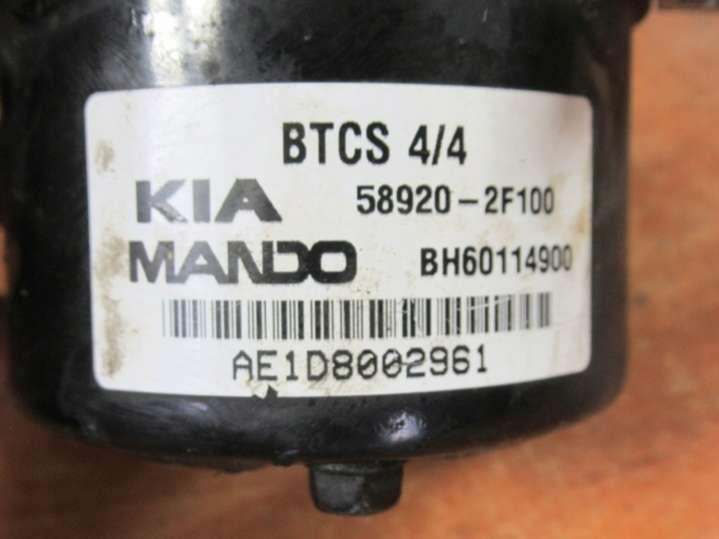 BTCS 4/4
KIA 58920-2F100
MANDO BH60114900
AE1D8002961